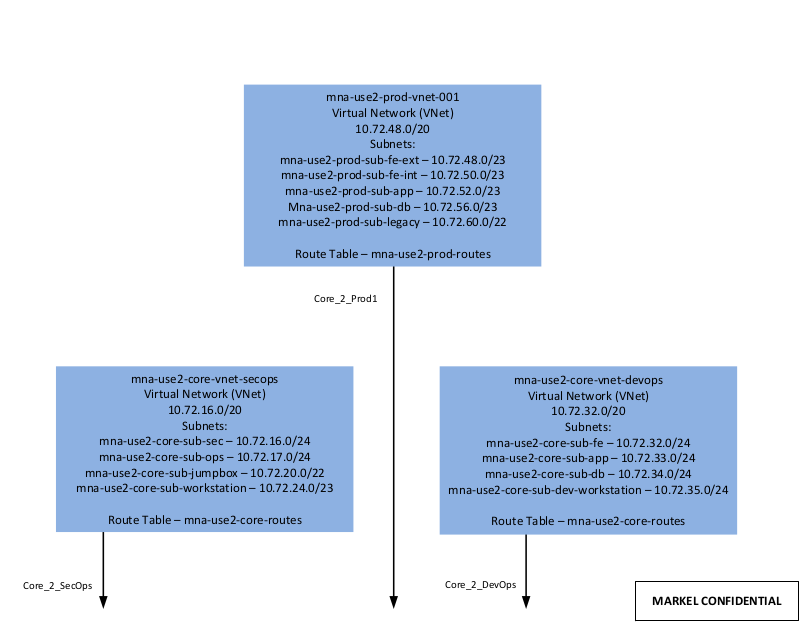 mna-use2-prod-vnet-001
Virtual Network (VNet)
10.72.48.0/20
Subnets:
mna-use2-prod-sub-fe-ext – 10.72.48.0/23
mna-use2-prod-sub-fe-int – 10.72.50.0/23
mna-use2-prod-sub-app – 10.72.52.0/23
Mna-use2-prod-sub-db – 10.72.56.0/23
mna-use2-prod-sub-legacy – 10.72.60.0/22
Route Table – mna-use2-prod-routes
Core_2_Prod1
mna-use2-core-vnet-secops
Virtual Network (VNet)
10.72.16.0/20
Subnets:
mna-use2-core-sub-sec – 10.72.16.0/24
mna-use2-core-sub-ops – 10.72.17.0/24
mna-use2-core-sub-jumpbox – 10.72.20.0/22
mna-use2-core-sub-workstation – 10.72.24.0/23
Route Table – mna-use2-core-routes
Core_2_SecOps
mna-use2-core-vnet-devops
Virtual Network (VNet)
10.72.32.0/20
Subnets:
mna-use2-core-sub-fe – 10.72.32.0/24
mna-use2-core-sub-app – 10.72.33.0/24
mna-use2-core-sub-db – 10.72.34.0/24
mna-use2-core-sub-dev-workstation – 10.72.35.0/24
Route Table – mna-use2-core-routes
Core_2_DevOps
MARKEL CONFIDENTIAL